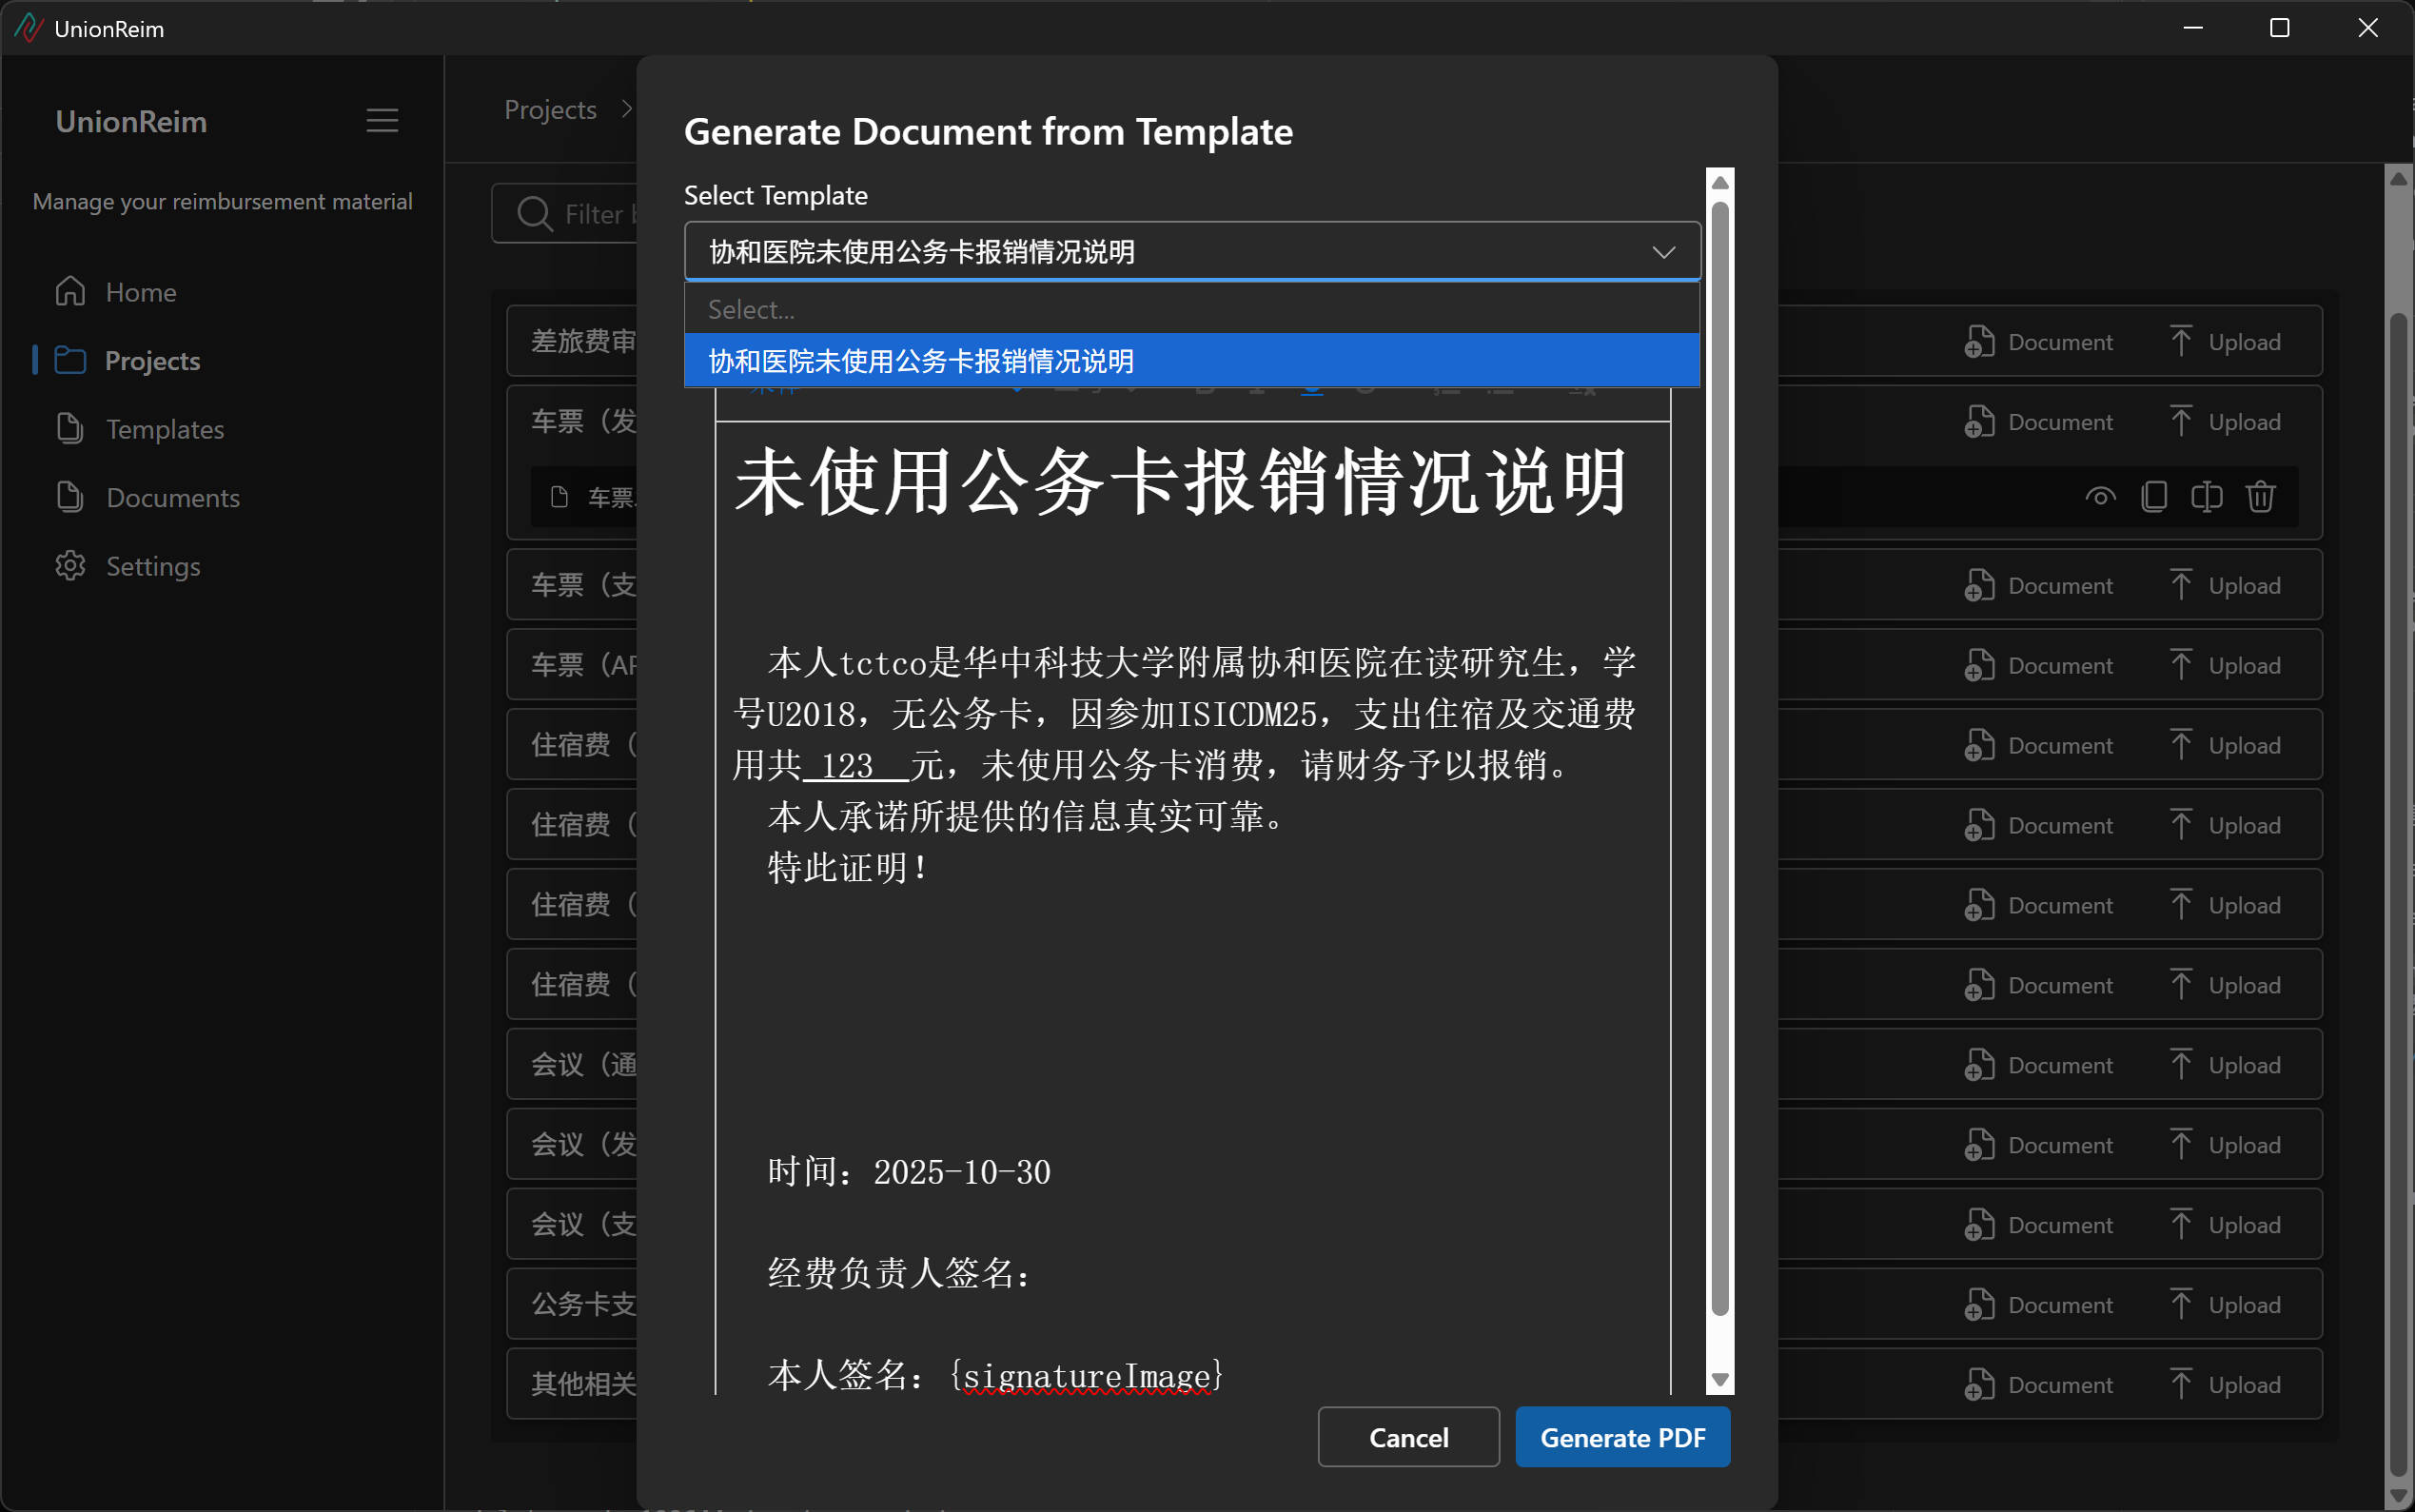 UnionReim
UnionReim
Manage your reimbursement material
Home
Projects
Templates
Documents
Settings
Projects
Filter
Generate Document from Template
Select Template
协和医院未使用公务卡报销情况说明
Select...
协和医院未使用公务卡报销情况说明
未使用公务卡报销情况说明
本人tctco是华中科技大学附属协和医院在读研究生，学
号U2018，无公务卡，因参加ISICDM25，支出住宿及交通费
用共 123 元，未使用公务卡消费，请财务予以报销。
本人承诺所提供的信息真实可靠。
特此证明！
时间：2025-10-30
经费负责人签名：
本人签名：{signatureImage}
Cancel
Generate PDF
差旅费审
Document
Upload
车票（发
Document
Upload
车票
车票（支
Document
Upload
车票（AP
Document
Upload
住宿费（
Document
Upload
住宿费（
Document
Upload
住宿费（
Document
Upload
住宿费（
Document
Upload
会议（通
Document
Upload
会议（发
Document
Upload
会议（支
Document
Upload
公务卡支
Document
Upload
其他相关
Document
Upload